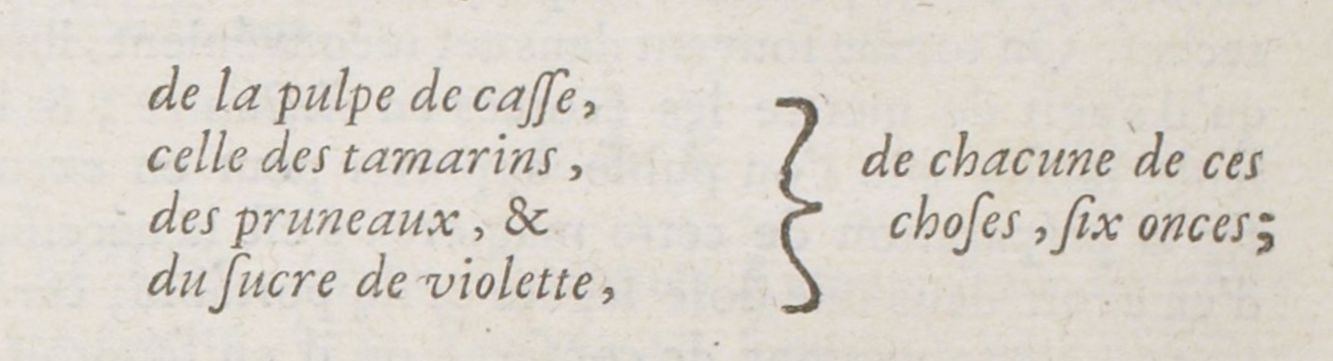 de la pulpe de caſſe,
celle des tamarins ,
des pruneaux , &
du ſucre de violette,
de chacune de ces
choſes , ſix onces;